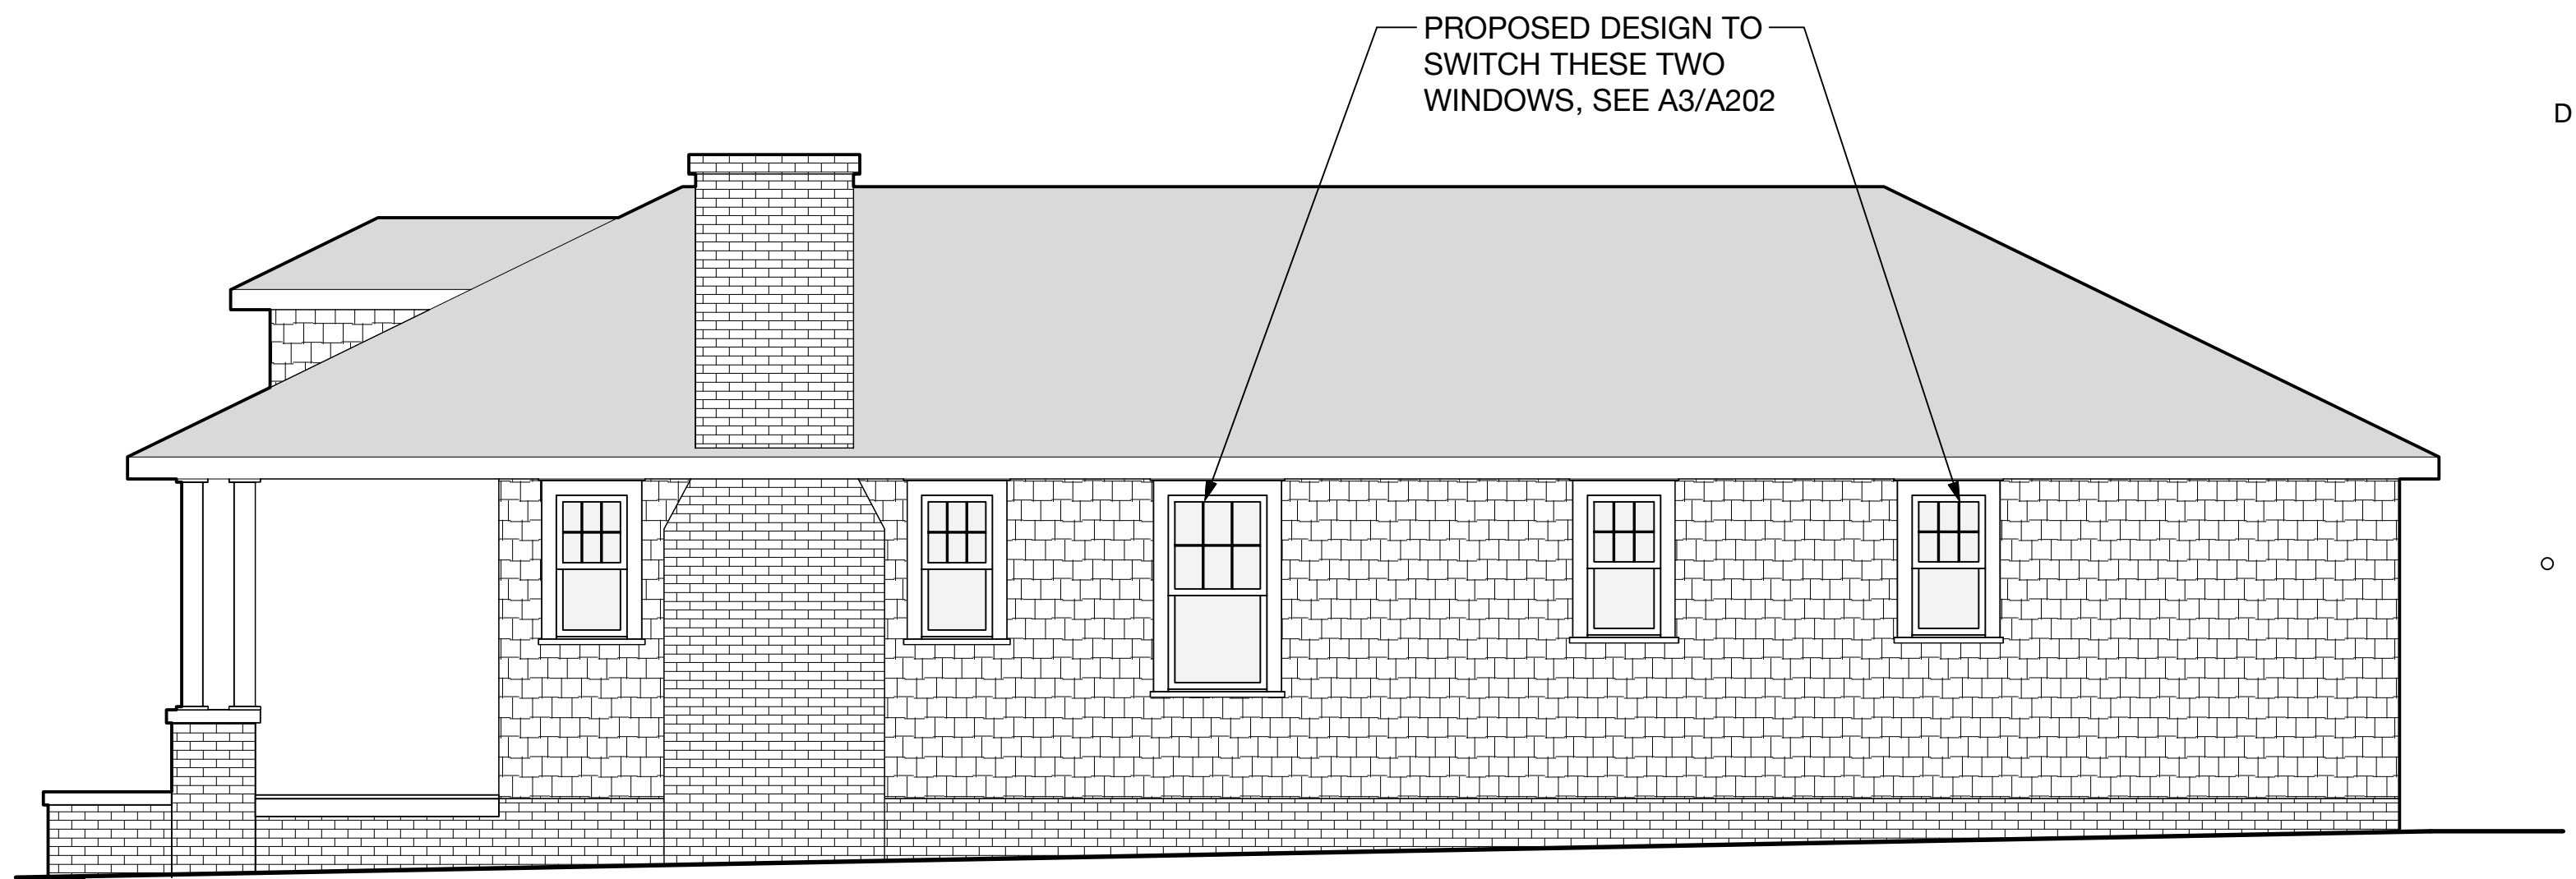 PROPOSED DESIGN TO
SWITCH THESE TWO
WINDOWS, SEE A3/A202
D